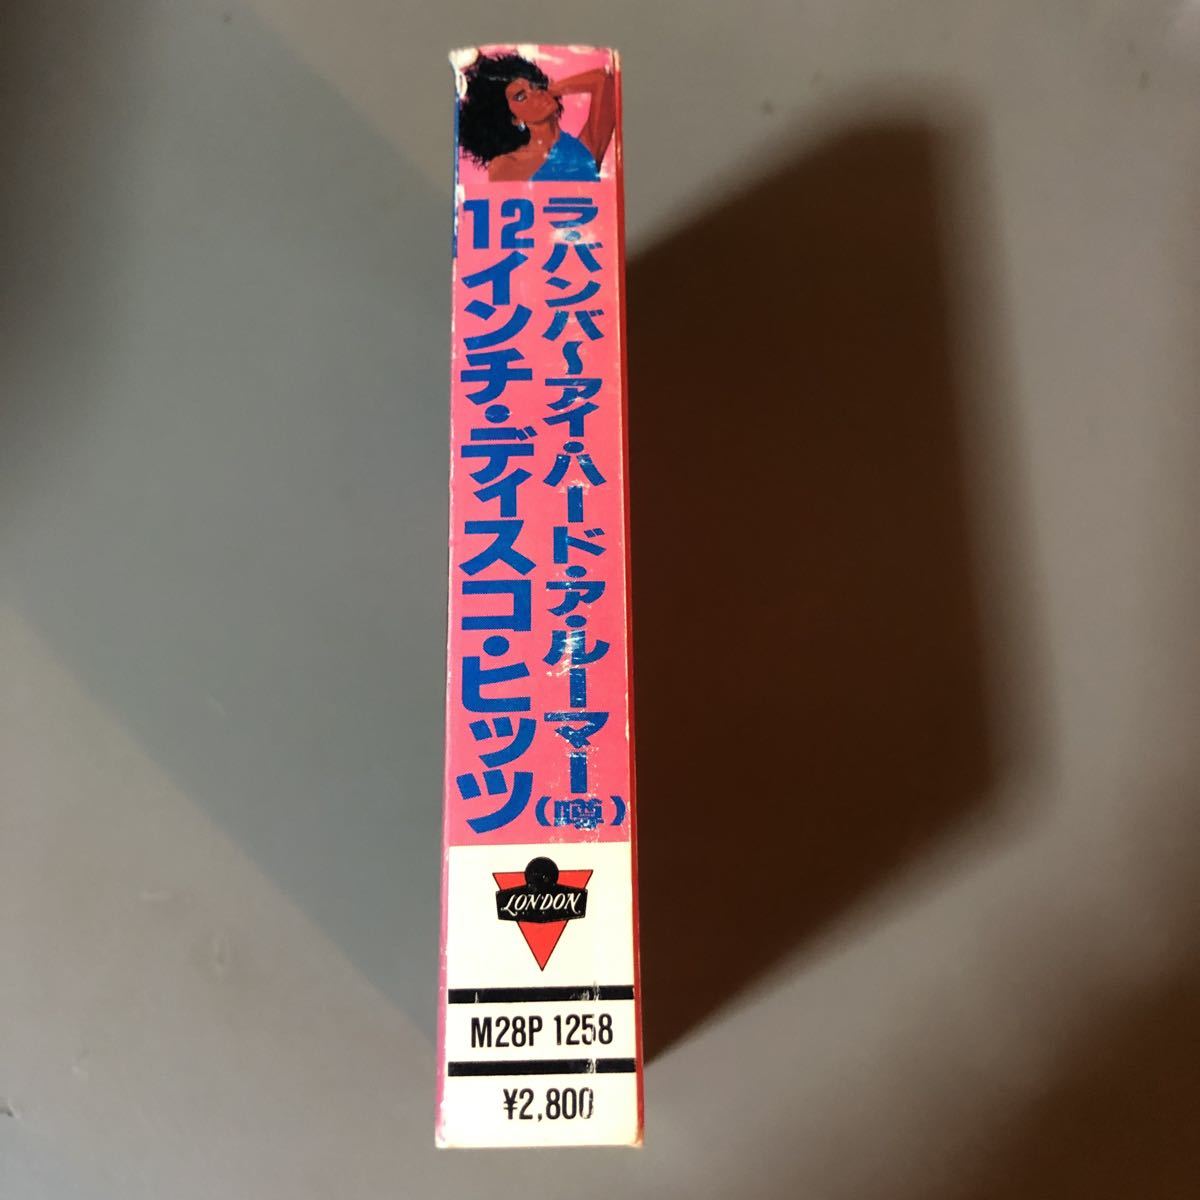 ラ・バンバ～アイ・ハード・ア・ルーマー(噂)
12インチ・ディスコ・ヒッツ
LONDON
M28P 1258
¥2,800